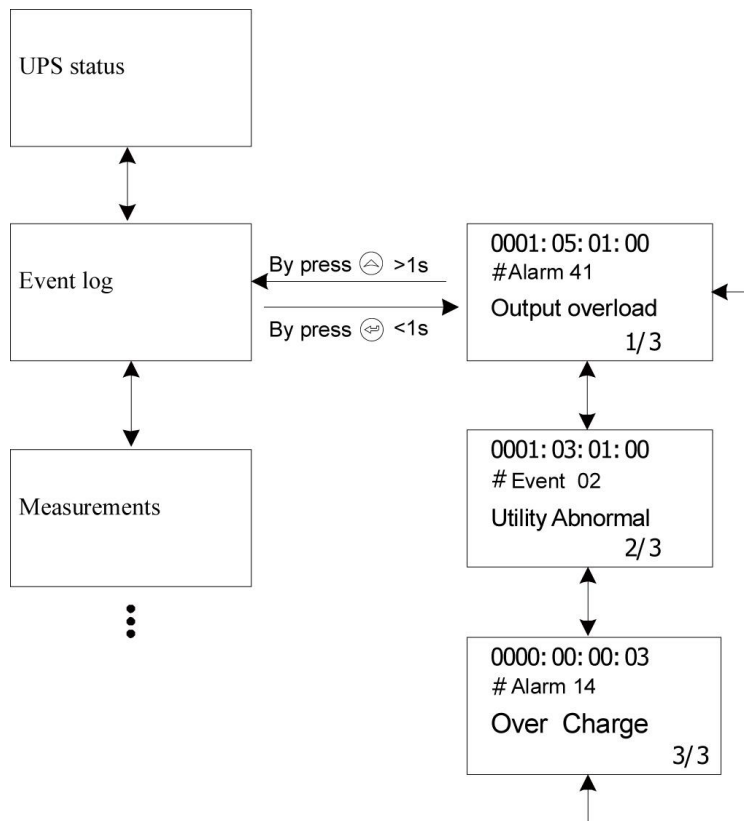 UPS status
Event log
By press >1s
By press <1s
0001:05:01:00
#Alarm 41
Output overload
1/3
0001:03:01:00
# Event 02
Utility Abnormal
2/3
Measurements
0000:00:00:03
# Alarm 14
Over Charge
3/3